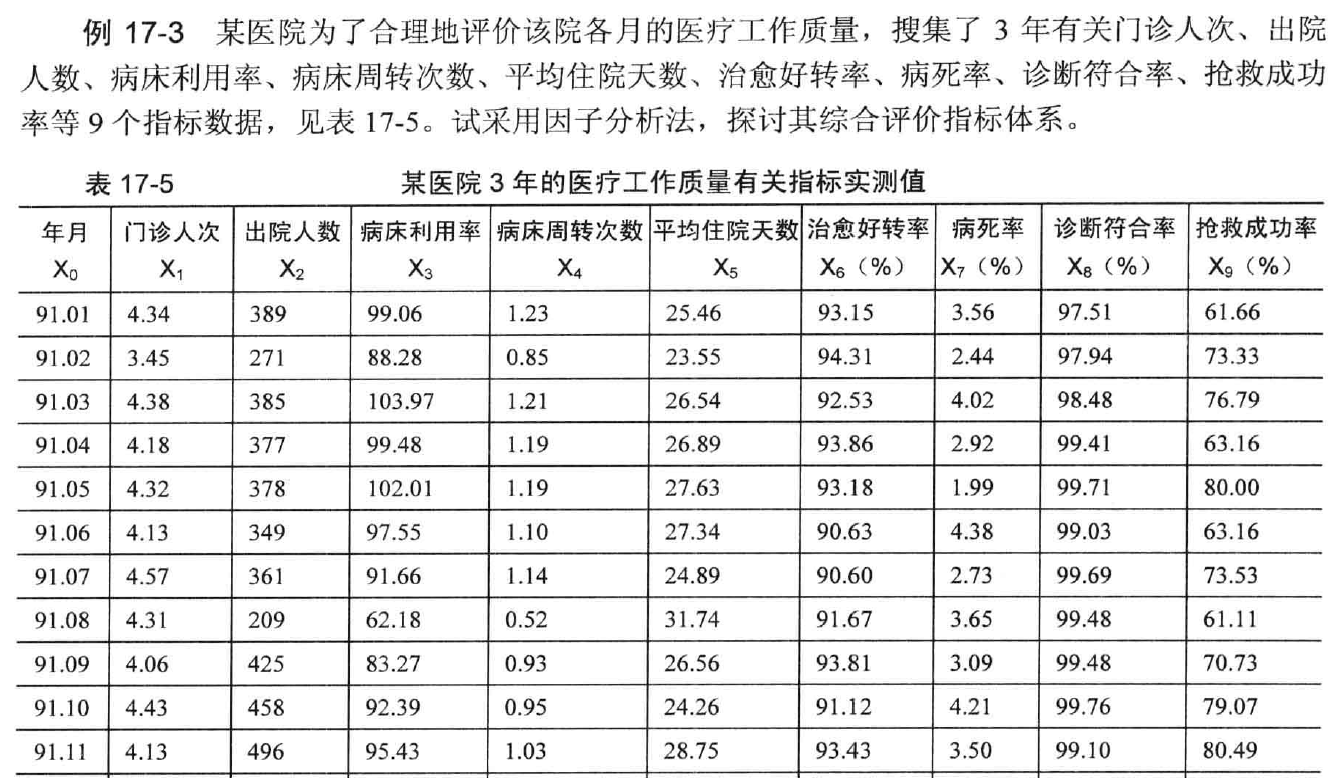 例 17-3 某医院为了合理地评价该院各月的医疗工作质量，搜集了 3 年有关门诊人次、出院
人数、病床利用率、病床周转次数、平均住院天数、治愈好转率、病死率、诊断符合率、抢救成功
率等 9 个指标数据，见表 17-5。试采用因子分析法，探讨其综合评价指标体系。
表 17-5 某医院 3 年的医疗工作质量有关指标实测值
年月 门诊人次 出院人数 病床利用率 病床周转次数 平均住院天数 治愈好转率 病死率 诊断符合率 抢救成功率
X₀ X₁ X₂ X₃ X₄ X₅ X₆（%） X₇（%） X₈（%） X₉（%）
91.01 4.34 389 99.06 1.23 25.46 93.15 3.56 97.51 61.66
91.02 3.45 271 88.28 0.85 23.55 94.31 2.44 97.94 73.33
91.03 4.38 385 103.97 1.21 26.54 92.53 4.02 98.48 76.79
91.04 4.18 377 99.48 1.19 26.89 93.86 2.92 99.41 63.16
91.05 4.32 378 102.01 1.19 27.63 93.18 1.99 99.71 80.00
91.06 4.13 349 97.55 1.10 27.34 90.63 4.38 99.03 63.16
91.07 4.57 361 91.66 1.14 24.89 90.60 2.73 99.69 73.53
91.08 4.31 209 62.18 0.52 31.74 91.67 3.65 99.48 61.11
91.09 4.06 425 83.27 0.93 26.56 93.81 3.09 99.48 70.73
91.10 4.43 458 92.39 0.95 24.26 91.12 4.21 99.76 79.07
91.11 4.13 496 95.43 1.03 28.75 93.43 3.50 99.10 80.49